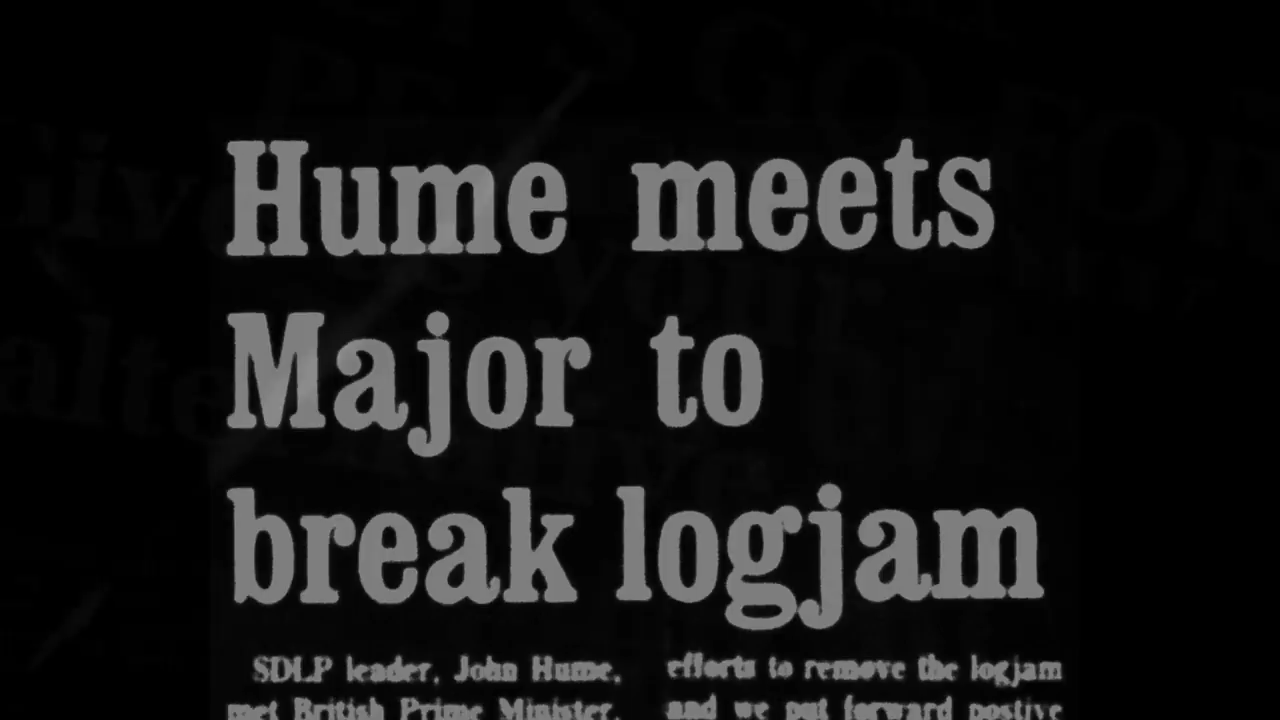 Hume meets
Major to
break logjam
SDLP leader, John Hume,
met British Prime Minister,
efforts to remove the logjam
and we put forward postive